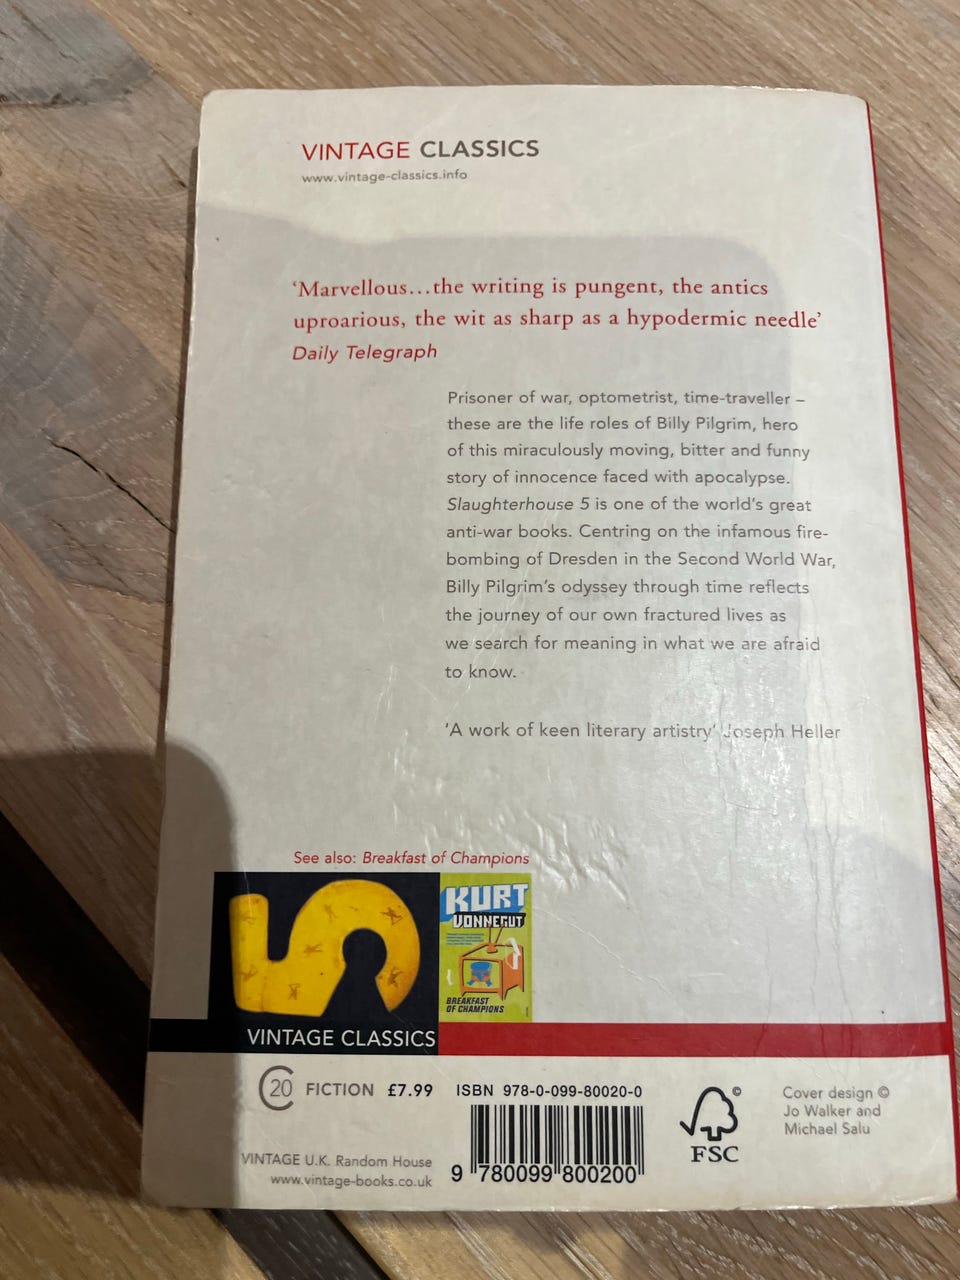 VINTAGE CLASSICS
www.vintage-classics.info
‘Marvellous...the writing is pungent, the antics
uproarious, the wit as sharp as a hypodermic needle’
Daily Telegraph
Prisoner of war, optometrist, time-traveller –
these are the life roles of Billy Pilgrim, hero
of this miraculously moving, bitter and funny
story of innocence faced with apocalypse.
Slaughterhouse 5 is one of the world's great
anti-war books. Centring on the infamous fire-
bombing of Dresden in the Second World War,
Billy Pilgrim's odyssey through time reflects
the journey of our own fractured lives as
we search for meaning in what we are afraid
to know.
'A work of keen literary artistry' Joseph Heller
See also: Breakfast of Champions
5
KURT
VONNEGUT
BREAKFAST
OF CHAMPIONS
VINTAGE CLASSICS
C20 FICTION £7.99
ISBN 978-0-099-80020-0
9 780099 800200
VINTAGE U.K. Random House
www.vintage-books.co.uk
©
FSC
Cover design ©
Jo Walker and
Michael Salu